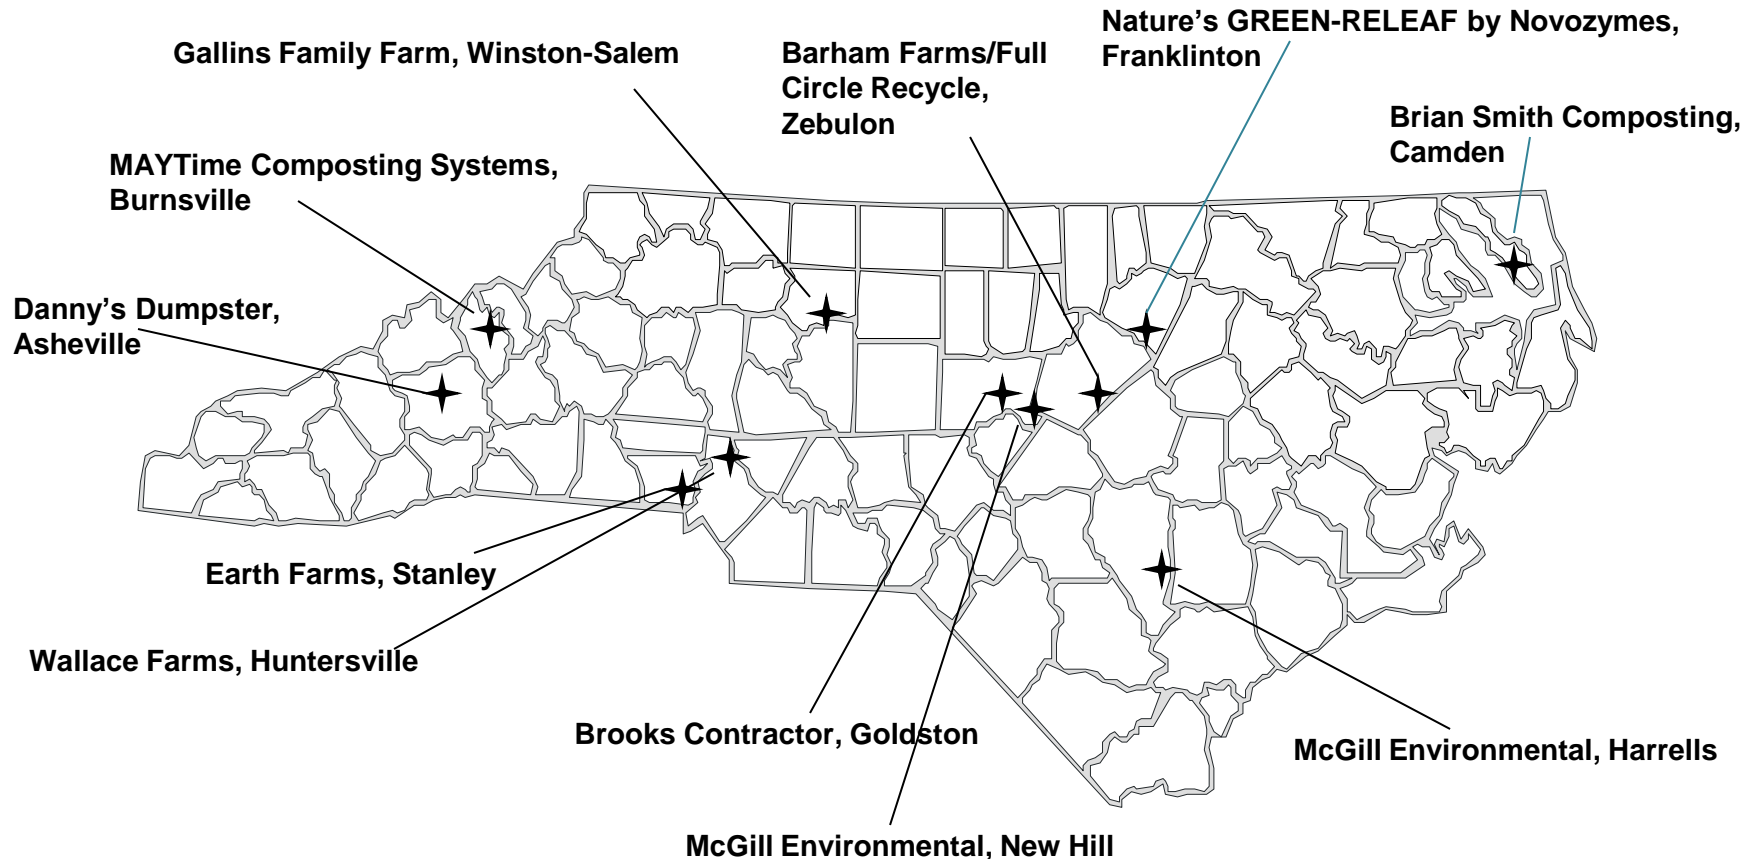 Nature’s GREEN-RELEAF by Novozymes,
Franklinton
Gallins Family Farm, Winston-Salem
Barham Farms/Full
Circle Recycle,
Zebulon
Brian Smith Composting,
Camden
MAYTime Composting Systems,
Burnsville
Danny’s Dumpster,
Asheville
Earth Farms, Stanley
Wallace Farms, Huntersville
Brooks Contractor, Goldston
McGill Environmental, Harrells
McGill Environmental, New Hill